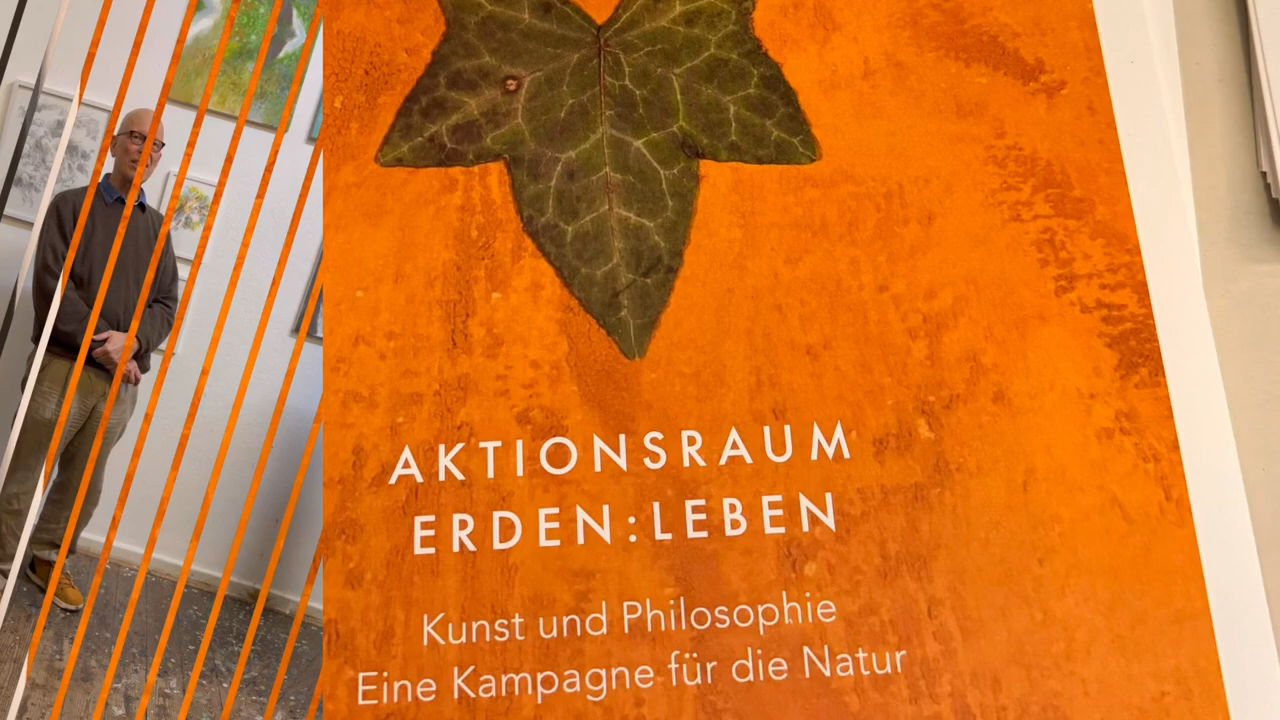 AKTIONSRAUM
ERDEN:LEBEN
Kunst und Philosophie
Eine Kampagne für die Natur